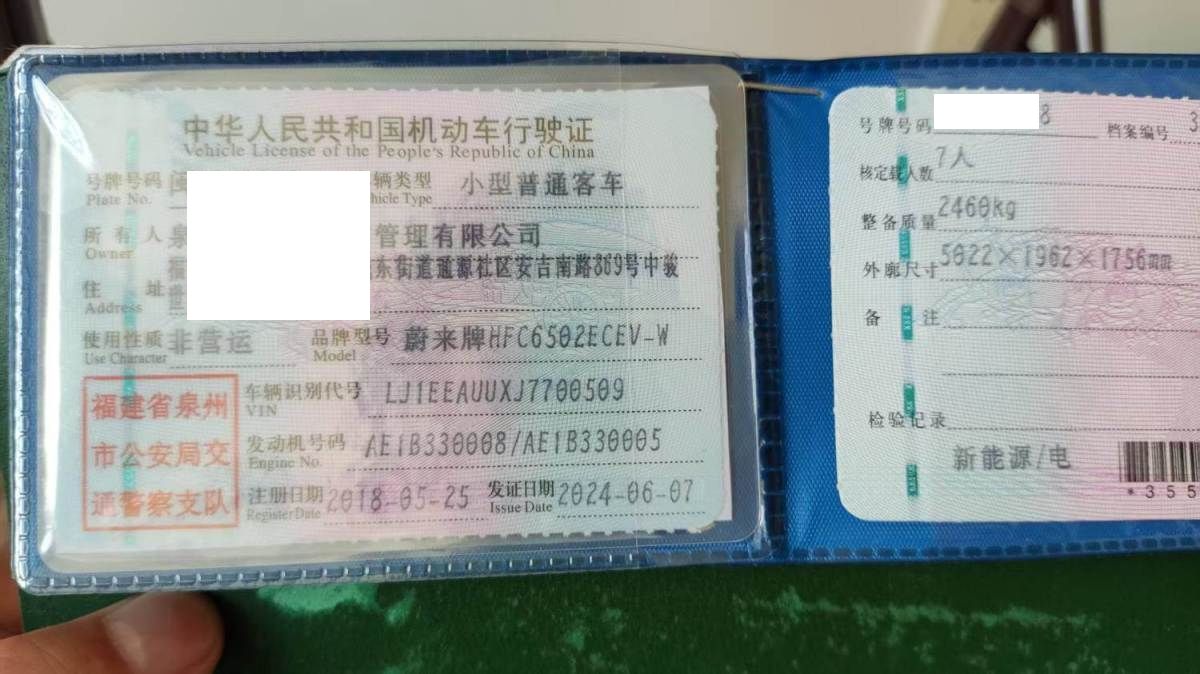 中华人民共和国机动车行驶证
Vehicle License of the People's Republic of China
号牌号码 闽
Plate No.
辆类型 小型普通客车
hicle Type
所有人 泉
管理有限公司
Owner
住址
东街道通源社区安吉南路869号中骏
Address
使用性质 非营运
Use Character
品牌型号 蔚来牌HFC6502ECEV-W
Model
福建省泉州
市公安局交
通警察支队
车辆识别代号 LJ1EEAUUXJ7700509
VIN
发动机号码 AE1B330008/AE1B330005
Engine No.
注册日期 2018-05-25
Register Date
发证日期 2024-06-07
Issue Date
号牌号码 8
档案编号 3
核定载人数 7人
整备质量 2460kg
外廓尺寸 5022×1962×1756
备注
检验记录
新能源/电
*355